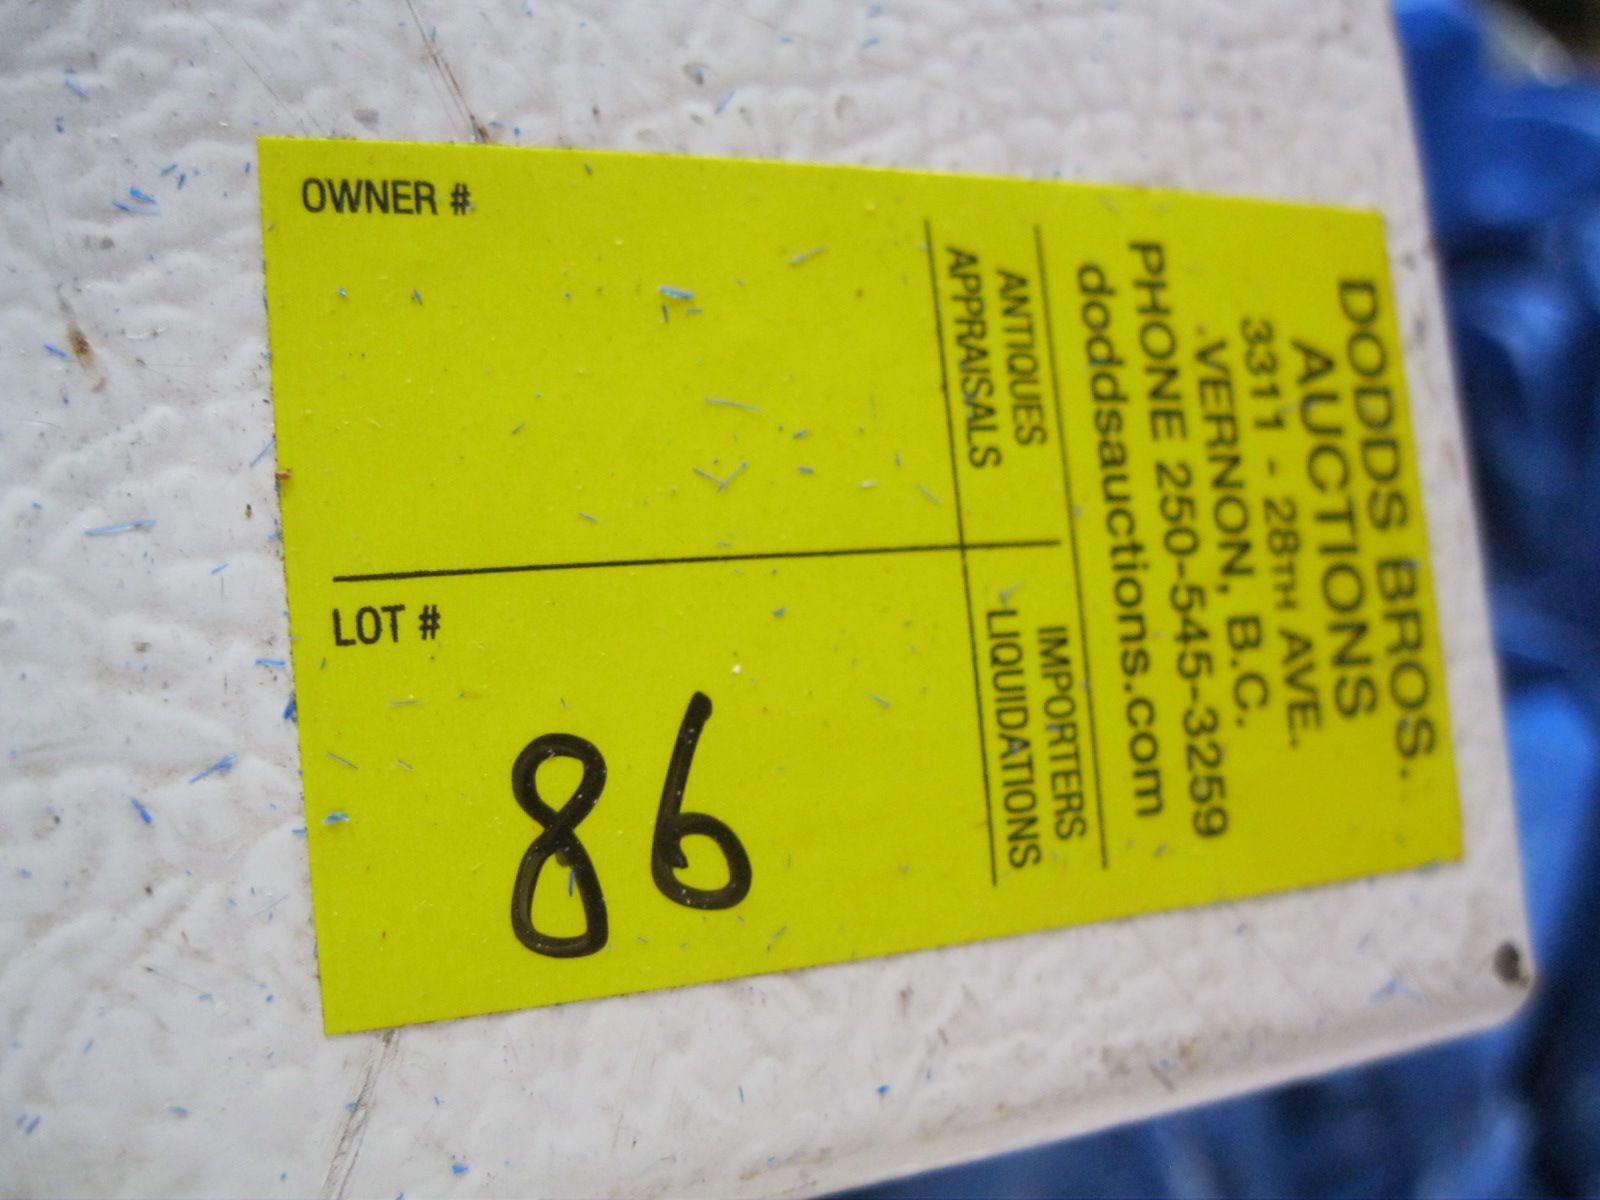 DODDS BROS.
AUCTIONS
3311 - 28TH AVE.
VERNON, B.C.
PHONE 250-545-3259
doddsauctions.com
ANTIQUES
APPRAISALS
IMPORTERS
LIQUIDATIONS
OWNER #
LOT #
86